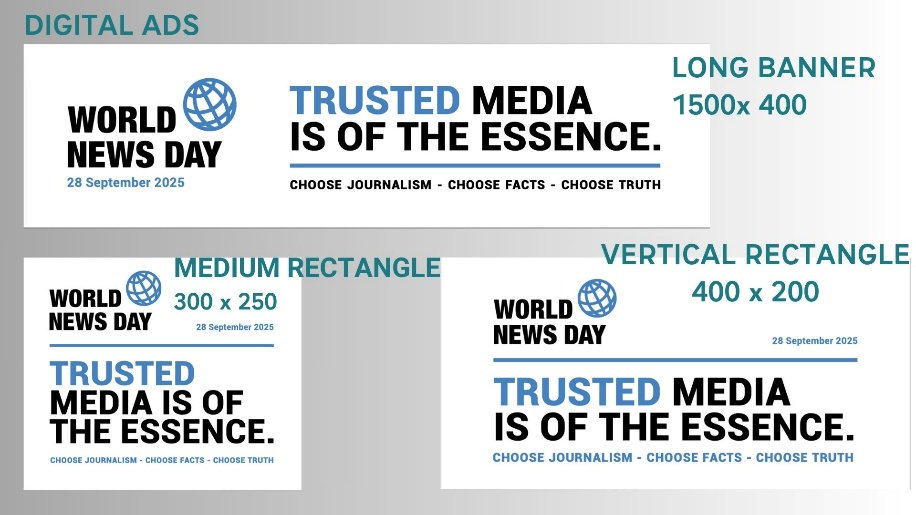 DIGITAL ADS
WORLD
NEWS DAY
28 September 2025
TRUSTED MEDIA
IS OF THE ESSENCE.
CHOOSE JOURNALISM - CHOOSE FACTS - CHOOSE TRUTH
LONG BANNER
1500x 400
MEDIUM RECTANGLE
300 x 250
WORLD
NEWS DAY
28 September 2025
TRUSTED
MEDIA IS OF
THE ESSENCE.
CHOOSE JOURNALISM - CHOOSE FACTS - CHOOSE TRUTH
VERTICAL RECTANGLE
400 x 200
WORLD
NEWS DAY
28 September 2025
TRUSTED MEDIA
IS OF THE ESSENCE.
CHOOSE JOURNALISM - CHOOSE FACTS - CHOOSE TRUTH